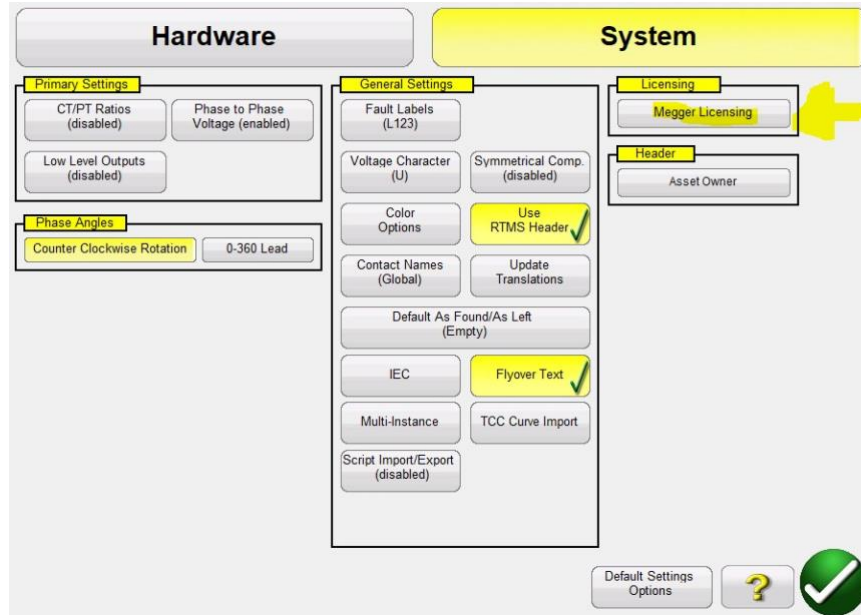 Hardware
System
Primary Settings
CT/PT Ratios
(disabled)
Phase to Phase
Voltage (enabled)
Low Level Outputs
(disabled)
Phase Angles
Counter Clockwise Rotation
0-360 Lead
General Settings
Fault Labels
(L123)
Voltage Character
(U)
Symmetrical Comp.
(disabled)
Color
Options
Use
RTMS Header
Contact Names
(Global)
Update
Translations
Default As Found/As Left
(Empty)
IEC
Flyover Text
Multi-Instance
TCC Curve Import
Script Import/Export
(disabled)
Licensing
Megger Licensing
Header
Asset Owner
Default Settings
Options
?